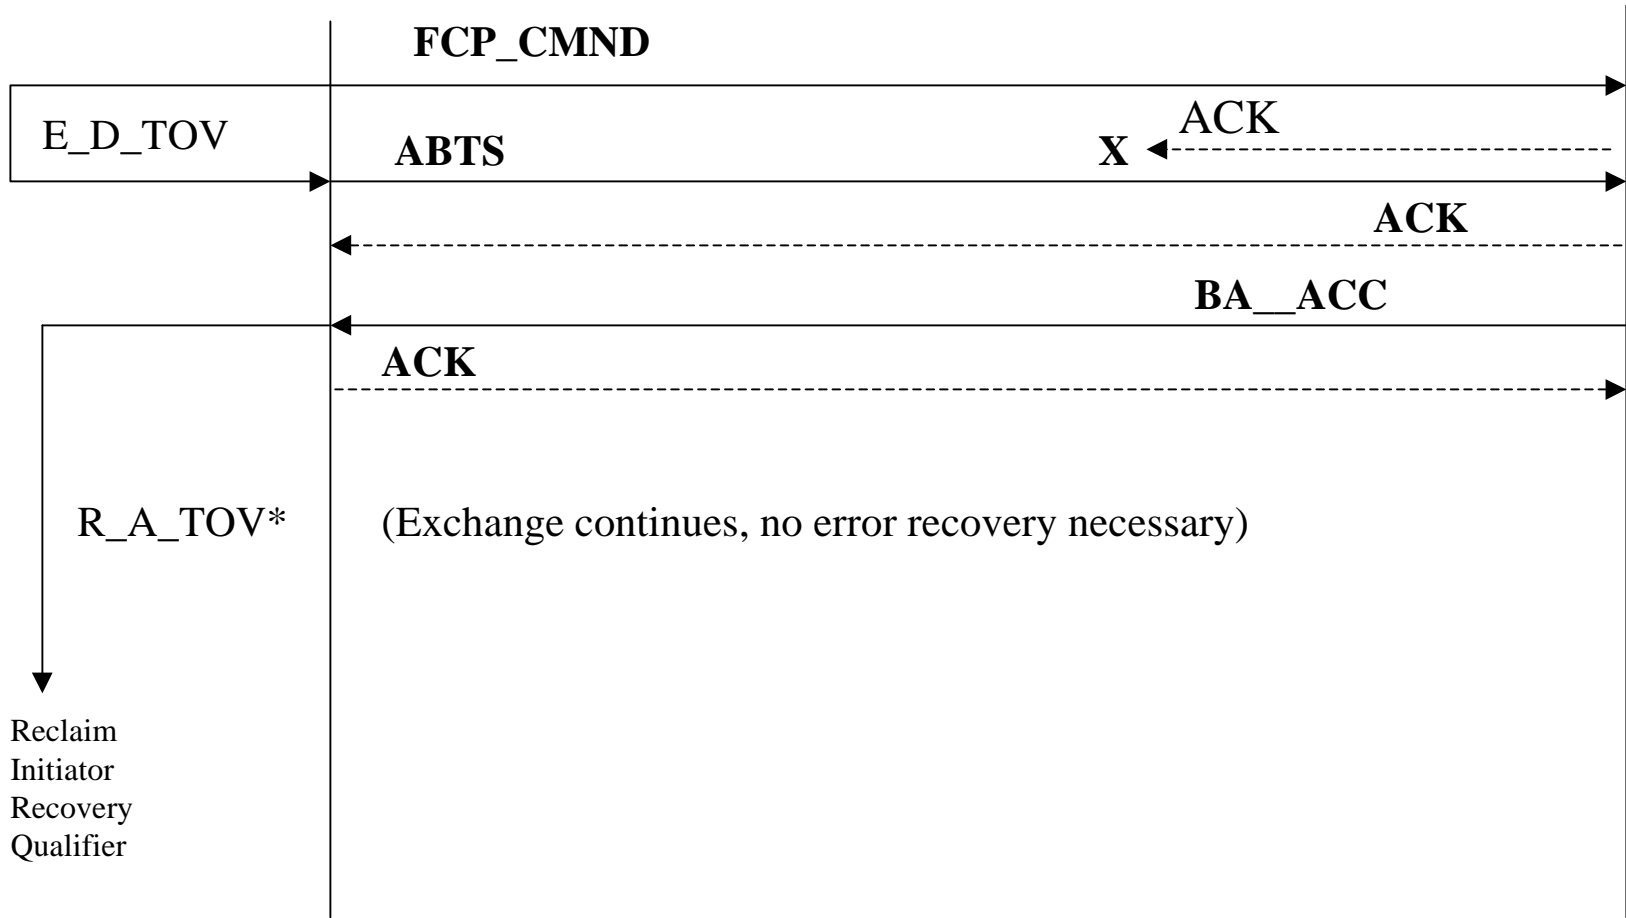 FCP_CMND
E_D_TOV
ACK
ABTS
X
ACK
BA__ACC
ACK
R_A_TOV*
(Exchange continues, no error recovery necessary)
Reclaim
Initiator
Recovery
Qualifier